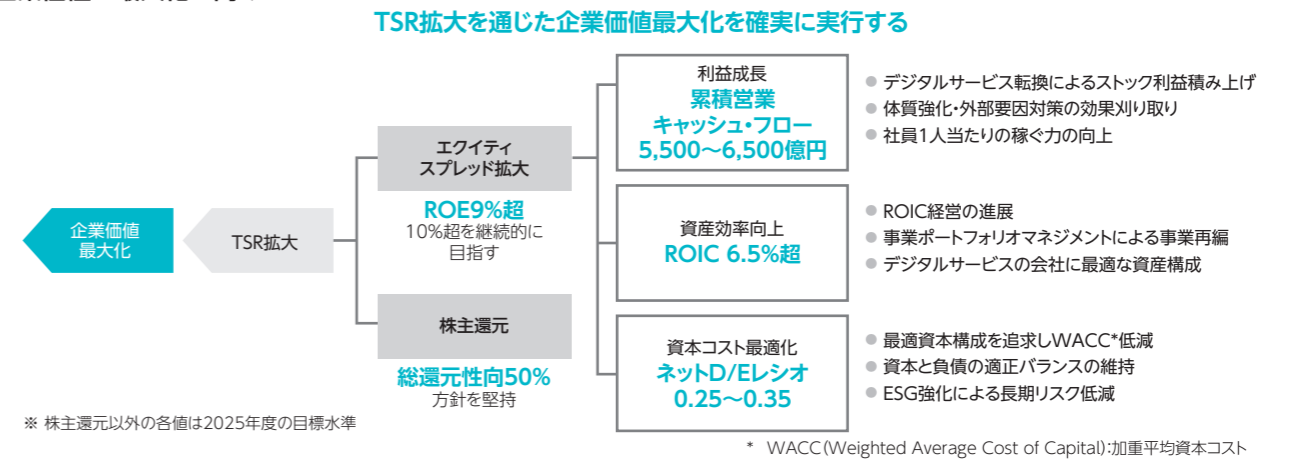 TSR拡大を通じた企業価値最大化を確実に実行する
企業価値
最大化
TSR拡大
エクイティ
スプレッド拡大
ROE9%超
10%超を継続的に
目指す
株主還元
総還元性向50%
方針を堅持
利益成長
累積営業
キャッシュ・フロー
5,500〜6,500億円
● デジタルサービス転換によるストック利益積み上げ
● 体質強化・外部要因対策の効果刈り取り
● 社員1人当たりの稼ぐ力の向上
資産効率向上
ROIC 6.5%超
● ROIC経営の進展
● 事業ポートフォリオマネジメントによる事業再編
● デジタルサービスの会社に最適な資産構成
資本コスト最適化
ネットD/Eレシオ
0.25〜0.35
● 最適資本構成を追求しWACC*低減
● 資本と負債の適正バランスの維持
● ESG強化による長期リスク低減
※ 株主還元以外の各値は2025年度の目標水準
* WACC(Weighted Average Cost of Capital):加重平均資本コスト